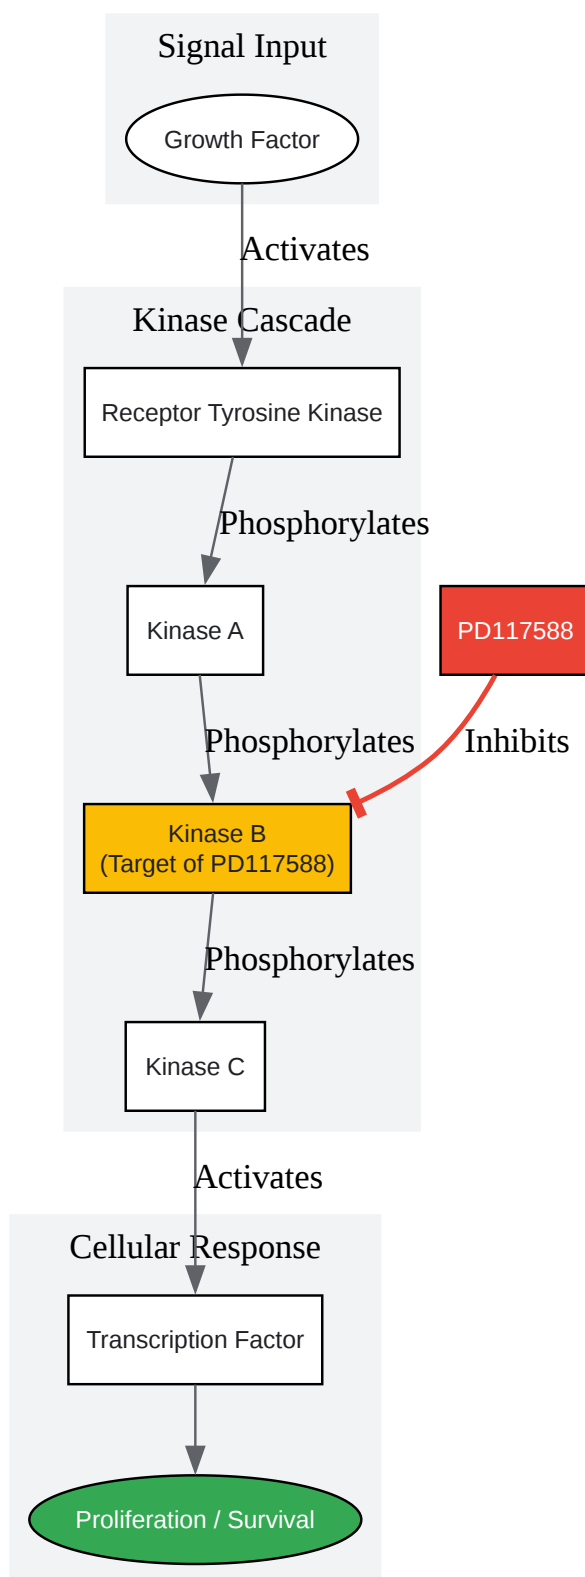 Signal Input
Growth Factor
Activates
Kinase Cascade
Receptor Tyrosine Kinase
Phosphorylates
Kinase A
PD117588
Phosphorylates
Inhibits
Kinase B
(Target of PD117588)
Phosphorylates
Kinase C
Activates
Cellular Response
Transcription Factor
Proliferation / Survival